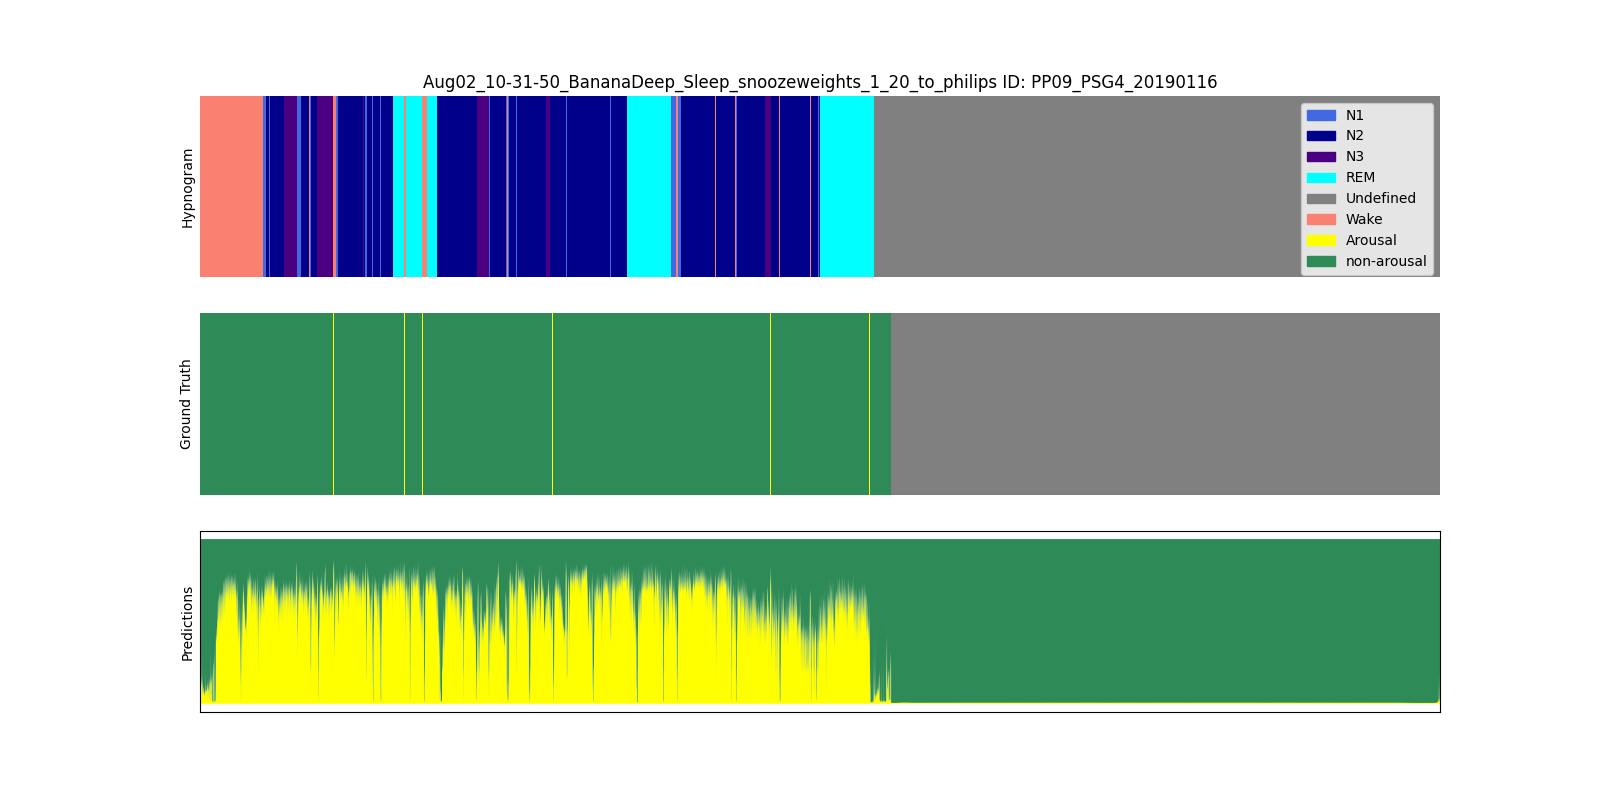 Aug02_10-31-50_BananaDeep_Sleep_snoozeweights_1_20_to_philips ID: PP09_PSG4_20190116
Hypnogram
N1
N2
N3
REM
Undefined
Wake
Arousal
non-arousal
Ground Truth
Predictions